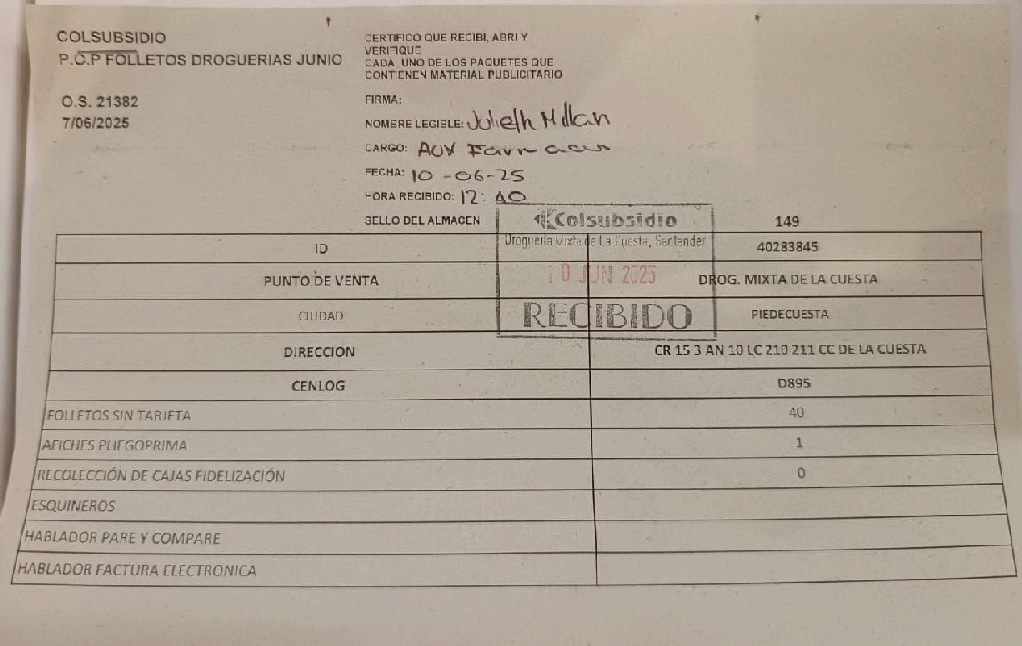 COLSUBSIDIO
P.O.P FOLLETOS DROGUERIAS JUNIO
O.S. 21382
7/06/2025
CERTIFICO QUE RECIBI, ABRI Y
VERIFIQUE
CADA UNO DE LOS PAQUETES QUE
CONTIENEN MATERIAL PUBLICITARIO
FIRMA:
NOMBRE LEGIBLE: Julieth Millan
CARGO: AUX
FECHA: 10-06-25
HORA RECIBIDO: 12:40
SELLO DEL ALMACEN 149
Colsubsidio
Droguería Mixta de La Cuesta, Santander
10 JUN 2025
RECIBIDO
ID 40283845
PUNTO DE VENTA DROG. MIXTA DE LA CUESTA
CIUDAD PIEDECUESTA
DIRECCION CR 15 3 AN 10 LC 210 211 CC DE LA CUESTA
CENLOG D895
FOLLETOS SIN TARIFTA 40
AFICHES PLIEGOPRIMA 1
RECOLECCIÓN DE CAJAS FIDELIZACIÓN 0
ESQUINEROS
HABLADOR PARE Y COMPARE
HABLADOR FACTURA ELECTRONICA